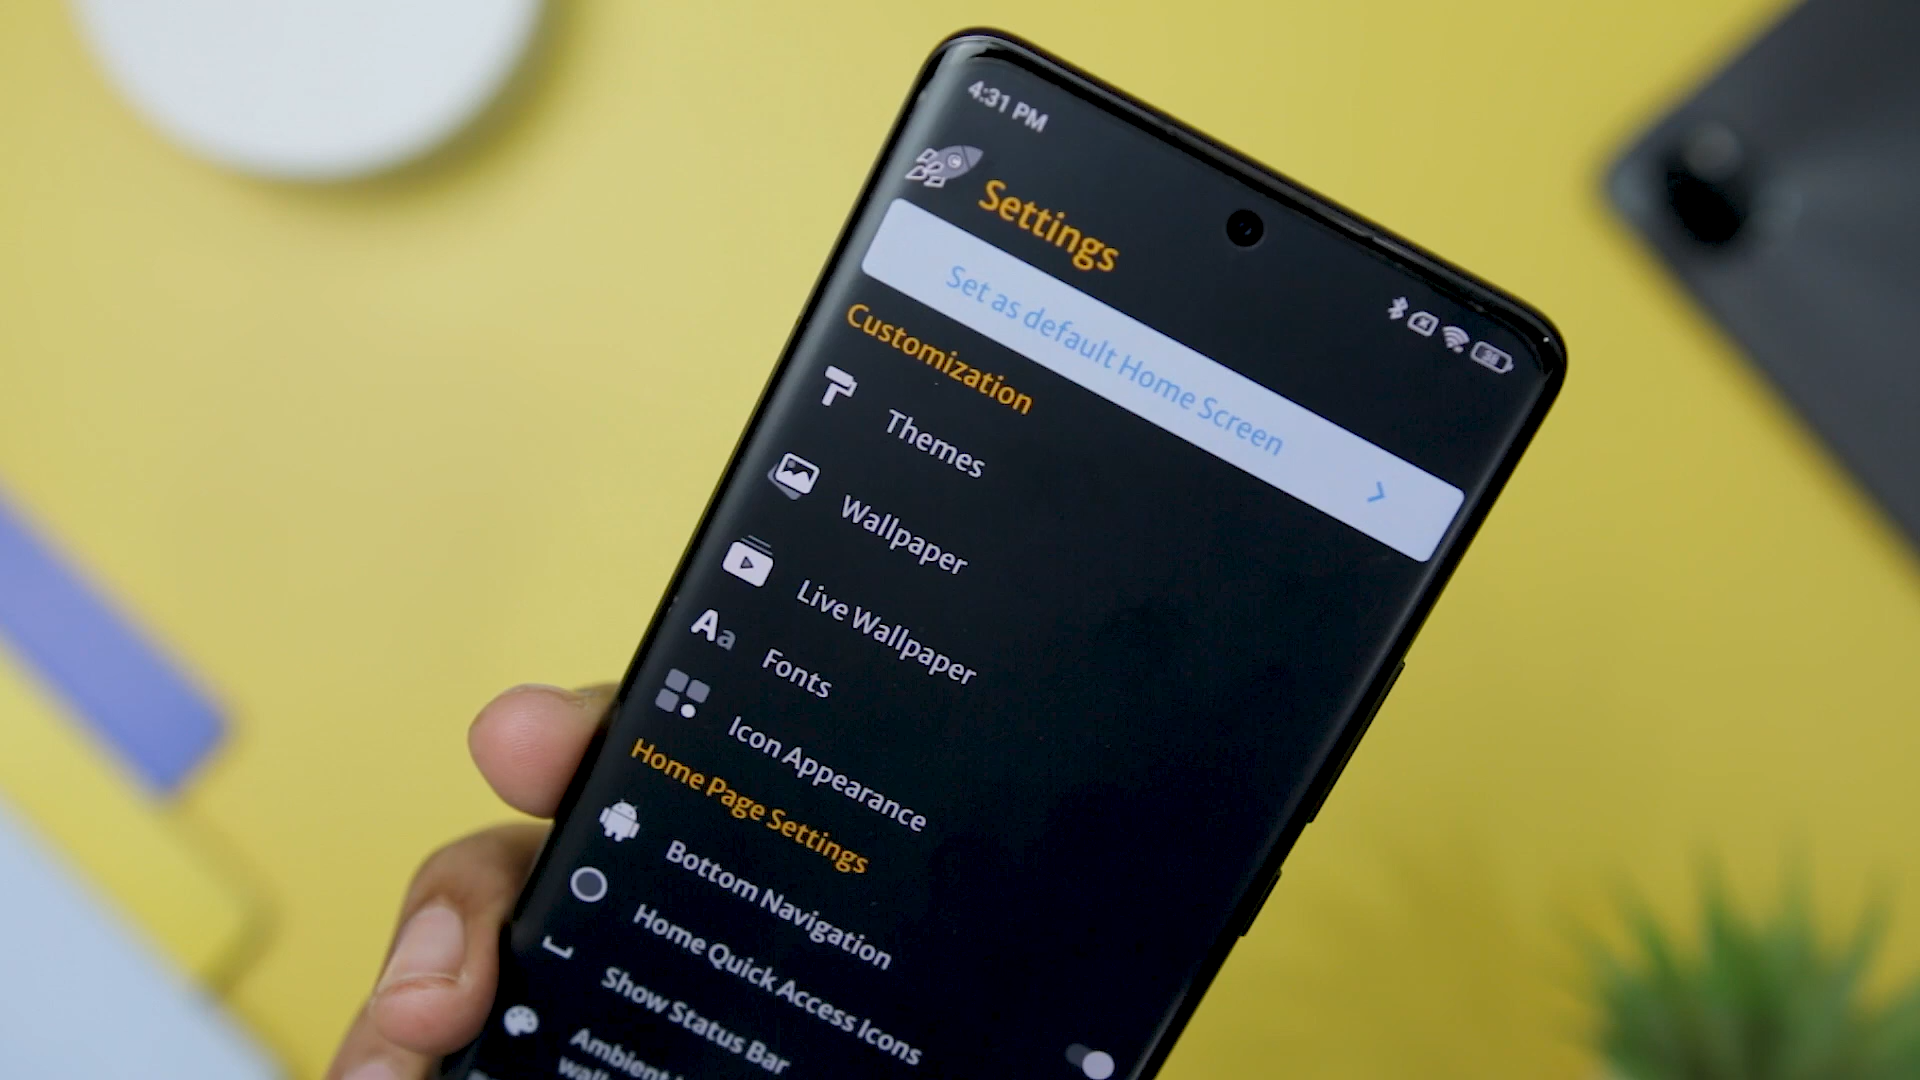 4:31 PM
Settings
38
Set as default Home Screen
Customization
Themes
Wallpaper
Live Wallpaper
Aa
Fonts
Icon Appearance
Home Page Settings
Bottom Navigation
Home Quick Access Icons
Show Status Bar
Ambient